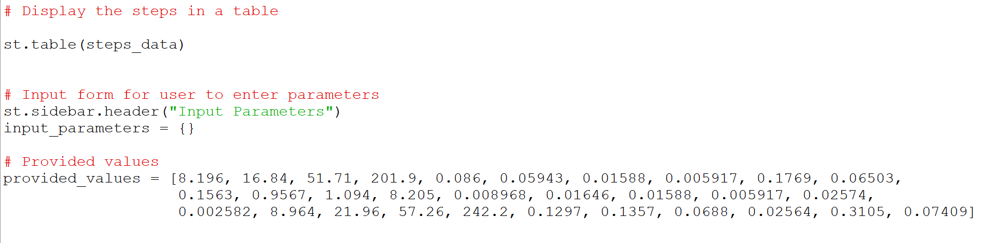 # Display the steps in a table
st.table(steps_data)
# Input form for user to enter parameters
st.sidebar.header("Input Parameters")
input_parameters = {}
# Provided values
provided_values = [8.196, 16.84, 51.71, 201.9, 0.086, 0.05943, 0.01588, 0.005917, 0.1769, 0.06503,
0.1563, 0.9567, 1.094, 8.205, 0.008968, 0.01646, 0.01588, 0.005917, 0.02574,
0.002582, 8.964, 21.96, 57.26, 242.2, 0.1297, 0.1357, 0.0688, 0.02564, 0.3105, 0.07409]